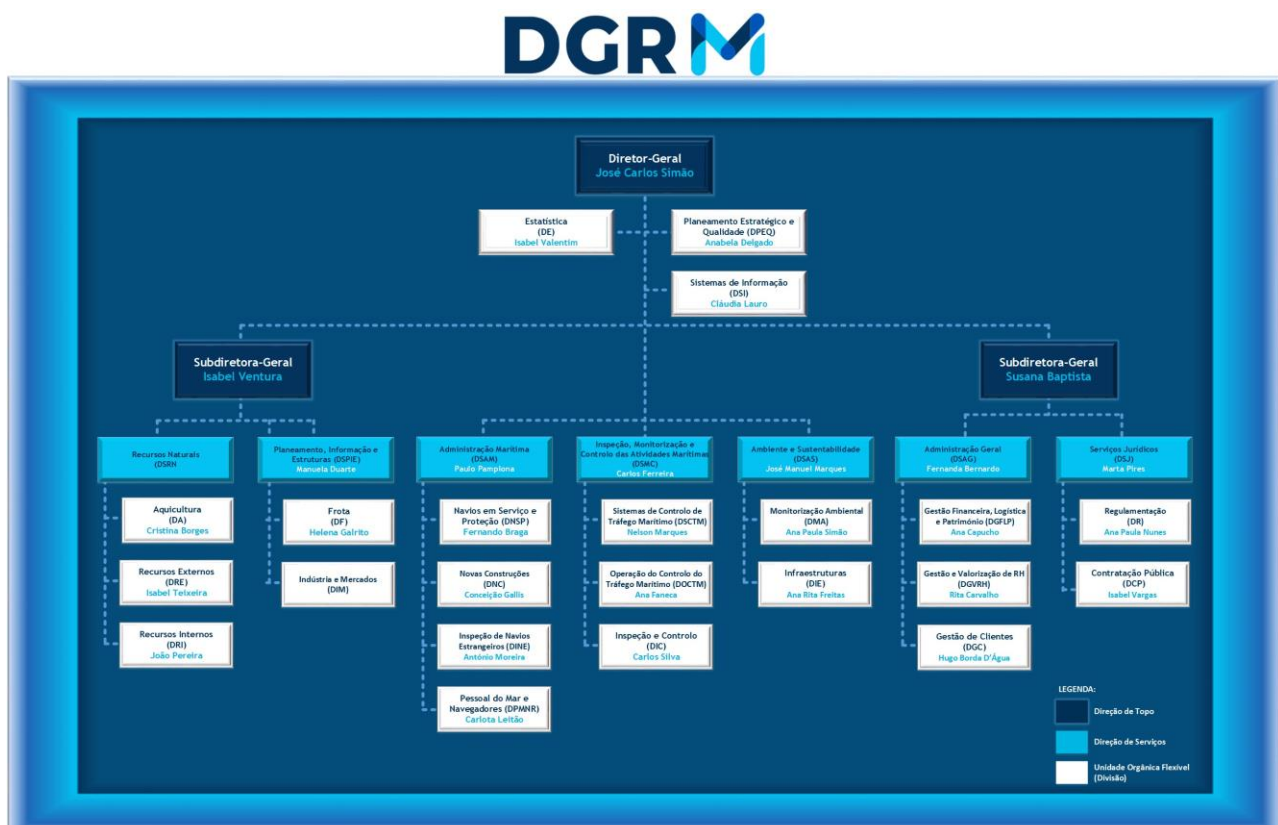 DGRM
Diretor-Geral
José Carlos Simão
Estatística
(DE)
Isabel Valentim
Planeamento Estratégico e
Qualidade (DPEQ)
Anabela Delgado
Sistemas de Informação
(DSI)
Cláudia Lauro
Subdiretora-Geral
Isabel Ventura
Subdiretora-Geral
Susana Baptista
Recursos Naturais
(DSRN
Planeamento, Informação e
Estruturas (DSPIE)
Manuela Duarte
Administração Marítima
(DSAM)
Paulo Pamplona
Inspeção, Monitorização e
Controlo das Atividades Marítimas
(DSMC)
Carlos Ferreira
Ambiente e Sustentabilidade
(DSAS)
José Manuel Marques
Administração Geral
(DSAG)
Fernanda Bernardo
Serviços Jurídicos
(DSJ)
Marta Pires
Aquicultura
(DA)
Cristina Borges
Recursos Externos
(DRE)
Isabel Teixeira
Recursos Internos
(DRI)
João Pereira
Frota
(DF)
Helena Gairito
Indústria e Mercados
(DIM)
Navios em Serviço e
Proteção (DNSP)
Fernando Braga
Novas Construções
(DNC)
Conceição Gallis
Inspeção de Navios
Estrangeiros (DINE)
António Moreira
Pessoal do Mar e
Navegadores (DPMNR)
Carlota Leitão
Sistemas de Controlo de
Tráfego Marítimo (DSCTM)
Nelson Marques
Operação do Controlo do
Tráfego Marítimo (DOCTM)
Ana Faneca
Inspeção e Controlo
(DIC)
Carlos Silva
Monitorização Ambiental
(DMA)
Ana Paula Simão
Infraestruturas
(DIE)
Ana Rita Freitas
Gestão Financeira, Logística
e Património (DGFLP)
Ana Capucho
Gestão e Valorização de RH
(DGVRH)
Rita Carvalho
Gestão de Clientes
(DGC)
Hugo Borda D'Água
Regulamentação
(DR)
Ana Paula Nunes
Contratação Pública
(DCP)
Isabel Vargas
LEGENDA:
Direção de Topo
Direção de Serviços
Unidade Orgânica Flexível
(Divisão)